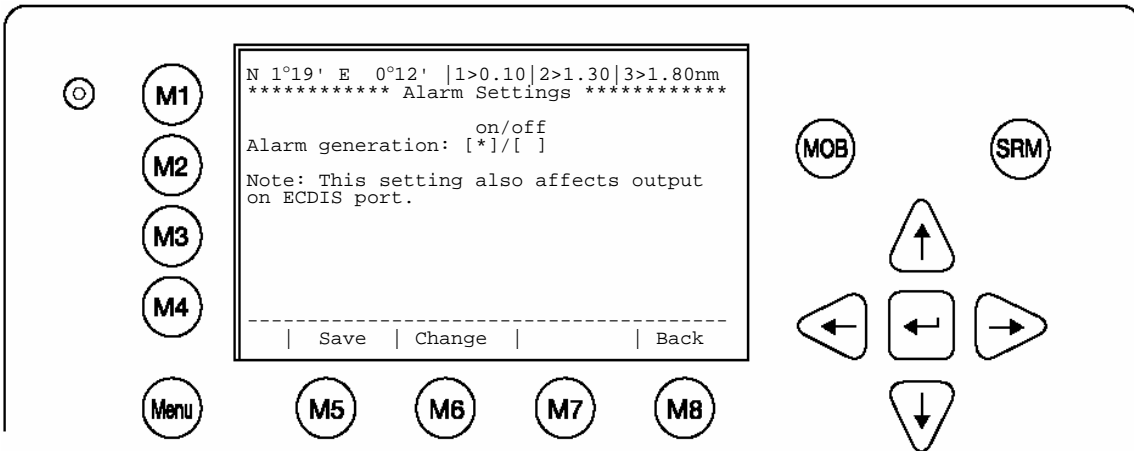 N 1°19' E 0°12' |1>0.10|2>1.30|3>1.80nm
************ Alarm Settings ************
on/off
Alarm generation: [*]/[ ]
Note: This setting also affects output
on ECDIS port.
----------------------------------------
| Save | Change | | Back
M1
M2
M3
M4
Menu
M5
M6
M7
M8
MOB
SRM